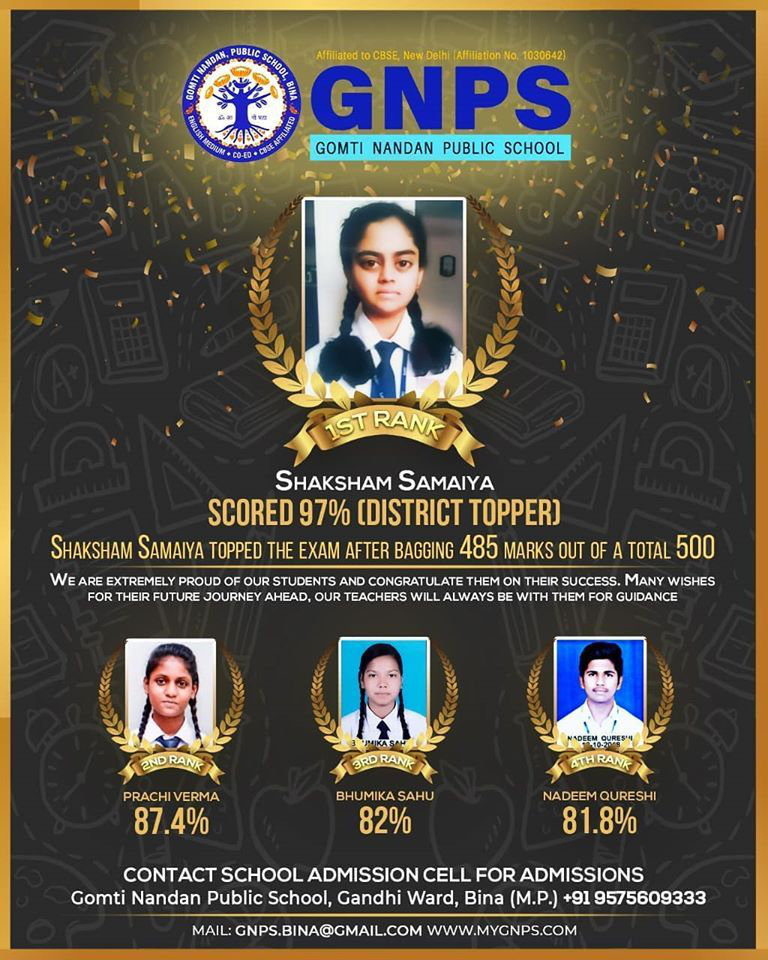 Affiliated to CBSE, New Delhi (Affiliation No. 1030642)
GOMTI NANDAN, PUBLIC SCHOOL, BINA
ENGLISH MEDIUM • CO-ED • CBSE AFFILIATED
GNPS
GOMTI NANDAN PUBLIC SCHOOL
1ST RANK
SHAKSHAM SAMAIYA
SCORED 97% (DISTRICT TOPPER)
SHAKSHAM SAMAIYA TOPPED THE EXAM AFTER BAGGING 485 MARKS OUT OF A TOTAL 500
WE ARE EXTREMELY PROUD OF OUR STUDENTS AND CONGRATULATE THEM ON THEIR SUCCESS. MANY WISHES
FOR THEIR FUTURE JOURNEY AHEAD, OUR TEACHERS WILL ALWAYS BE WITH THEM FOR GUIDANCE
NADEEM QURESHI
2ND RANK
3RD RANK
4TH RANK
PRACHI VERMA
BHUMIKA SAHU
NADEEM QURESHI
87.4%
82%
81.8%
CONTACT SCHOOL ADMISSION CELL FOR ADMISSIONS
Gomti Nandan Public School, Gandhi Ward, Bina (M.P.) +91 9575609333
MAIL: GNPS.BINA@GMAIL.COM WWW.MYGNPS.COM